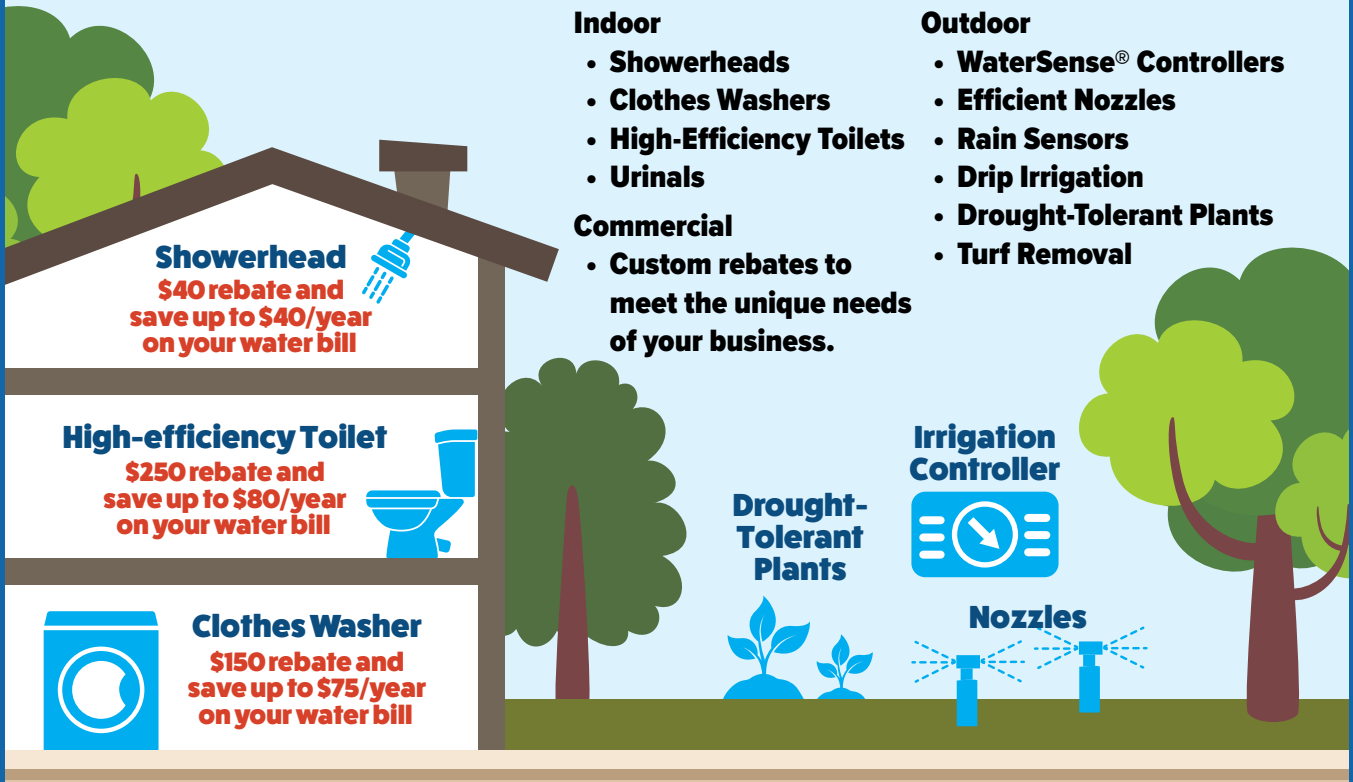 Indoor
• Showerheads
• Clothes Washers
• High-Efficiency Toilets
• Urinals
Commercial
• Custom rebates to
meet the unique needs
of your business.
Outdoor
• WaterSense® Controllers
• Efficient Nozzles
• Rain Sensors
• Drip Irrigation
• Drought-Tolerant Plants
• Turf Removal
Showerhead
$40 rebate and
save up to $40/year
on your water bill
High-efficiency Toilet
$250 rebate and
save up to $80/year
on your water bill
Clothes Washer
$150 rebate and
save up to $75/year
on your water bill
Drought-
Tolerant
Plants
Irrigation
Controller
Nozzles